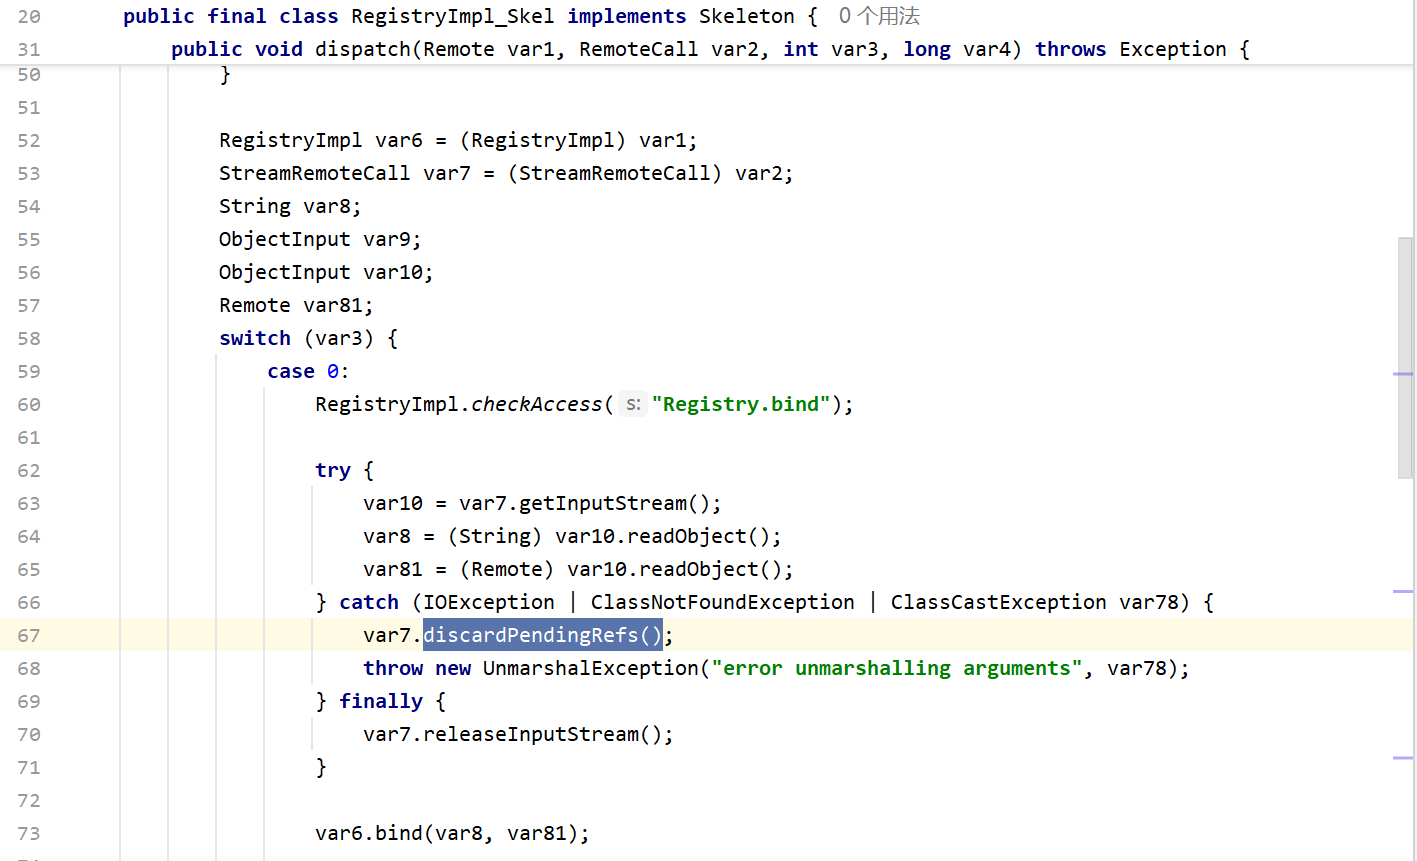 20 public final class RegistryImpl_Skel implements Skeleton { 0个用法
31 public void dispatch(Remote var1, RemoteCall var2, int var3, long var4) throws Exception {
50 }
51
52 RegistryImpl var6 = (RegistryImpl) var1;
53 StreamRemoteCall var7 = (StreamRemoteCall) var2;
54 String var8;
55 ObjectInput var9;
56 ObjectInput var10;
57 Remote var81;
58 switch (var3) {
59 case 0:
60 RegistryImpl.checkAccess( s: "Registry.bind");
61
62 try {
63 var10 = var7.getInputStream();
64 var8 = (String) var10.readObject();
65 var81 = (Remote) var10.readObject();
66 } catch (IOException | ClassNotFoundException | ClassCastException var78) {
67 var7.discardPendingRefs();
68 throw new UnmarshalException("error unmarshalling arguments", var78);
69 } finally {
70 var7.releaseInputStream();
71 }
72
73 var6.bind(var8, var81);